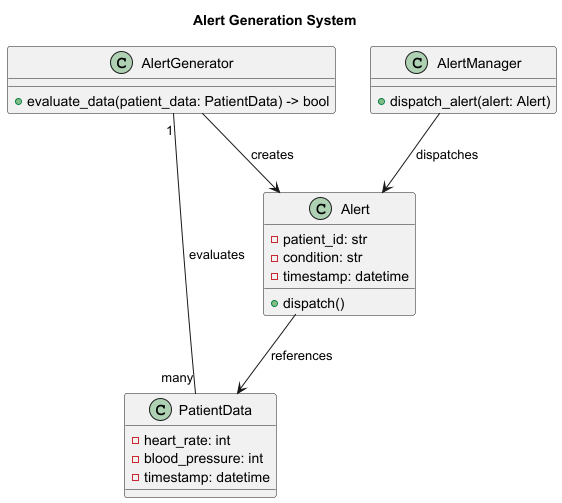 Alert Generation System
C AlertGenerator
evaluate_data(patient_data: PatientData) -> bool
C AlertManager
dispatch_alert(alert: Alert)
1
creates
dispatches
C Alert
patient_id: str
condition: str
timestamp: datetime
dispatch()
evaluates
references
many
C PatientData
heart_rate: int
blood_pressure: int
timestamp: datetime